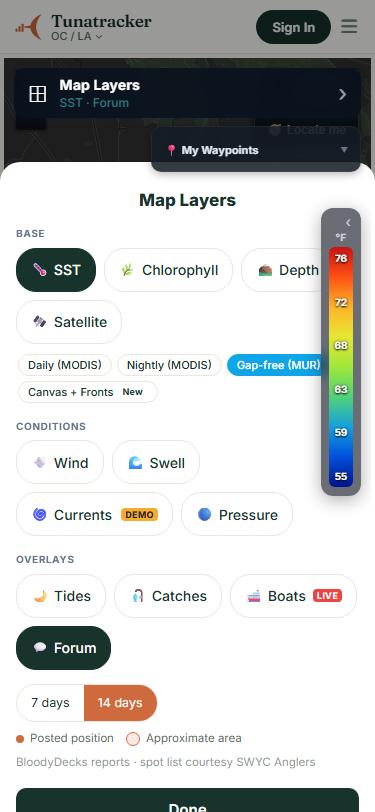 Tunatracker
OC / LA
Sign In
Map Layers
SST · Forum
Locate me
My Waypoints
Map Layers
°F
76
72
68
63
59
55
BASE
SST
Chlorophyll
Depth
Satellite
Daily (MODIS)
Nightly (MODIS)
Gap-free (MUR)
Canvas + Fronts New
CONDITIONS
Wind
Swell
Currents DEMO
Pressure
OVERLAYS
Tides
Catches
Boats LIVE
Forum
7 days
14 days
Posted position
Approximate area
BloodyDecks reports · spot list courtesy SWYC Anglers
Done